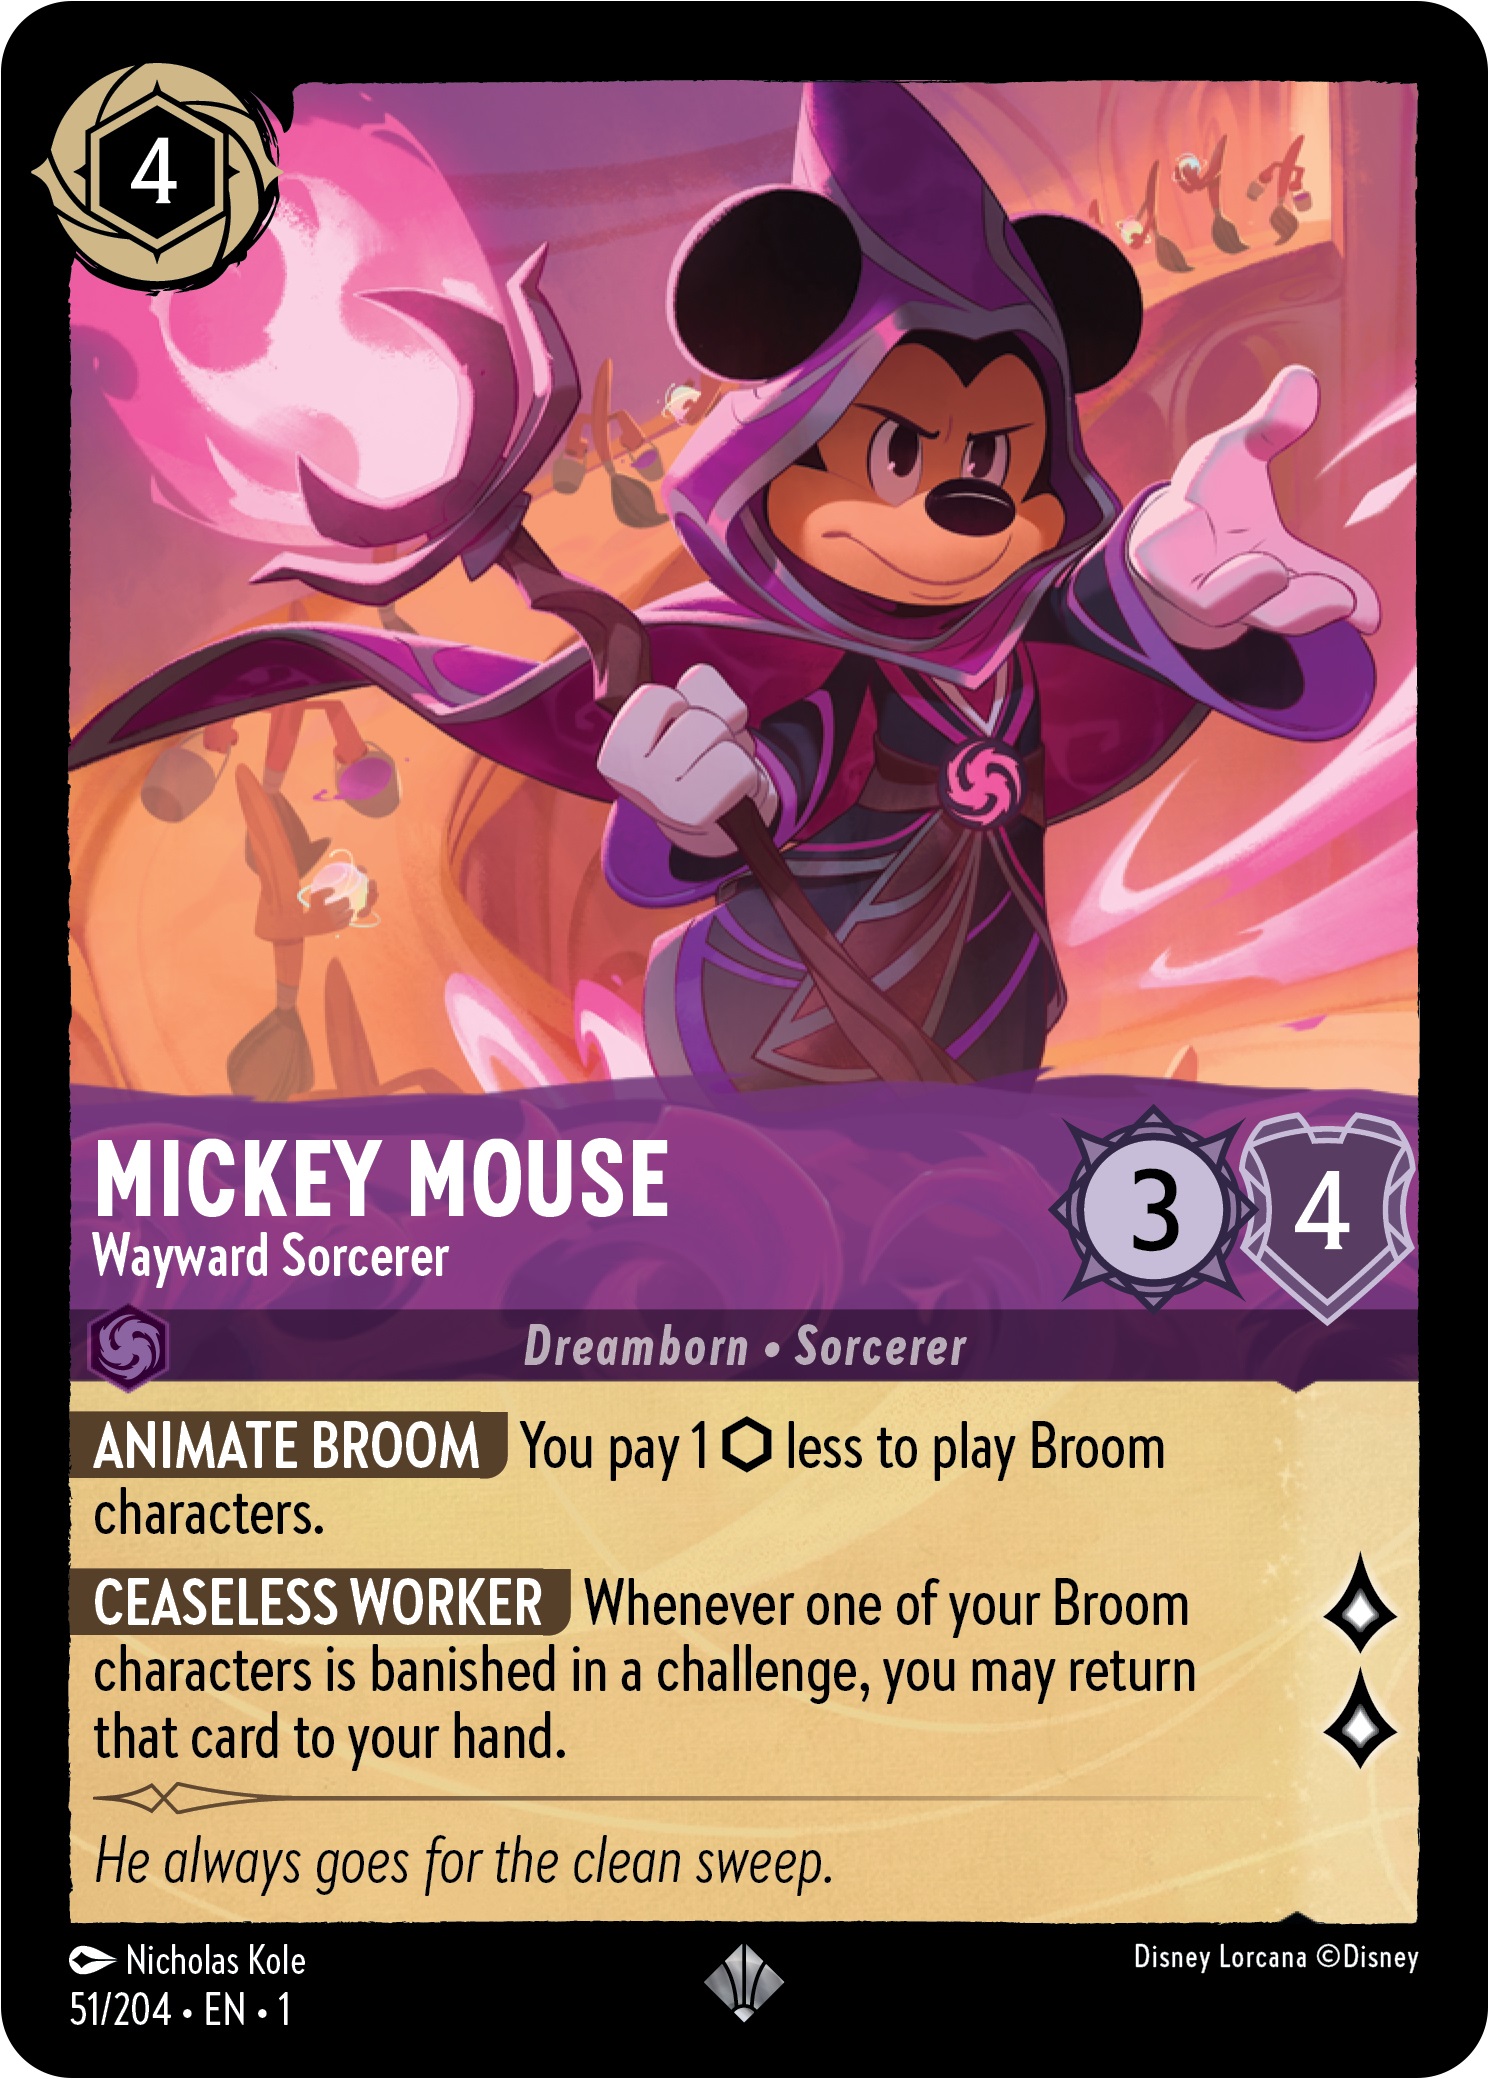 4
MICKEY MOUSE
Wayward Sorcerer
3
4
Dreamborn • Sorcerer
ANIMATE BROOM You pay 1 ⬡ less to play Broom
characters.
CEASELESS WORKER Whenever one of your Broom
characters is banished in a challenge, you may return
that card to your hand.
He always goes for the clean sweep.
Nicholas Kole
Disney Lorcana ©Disney
51/204 • EN • 1